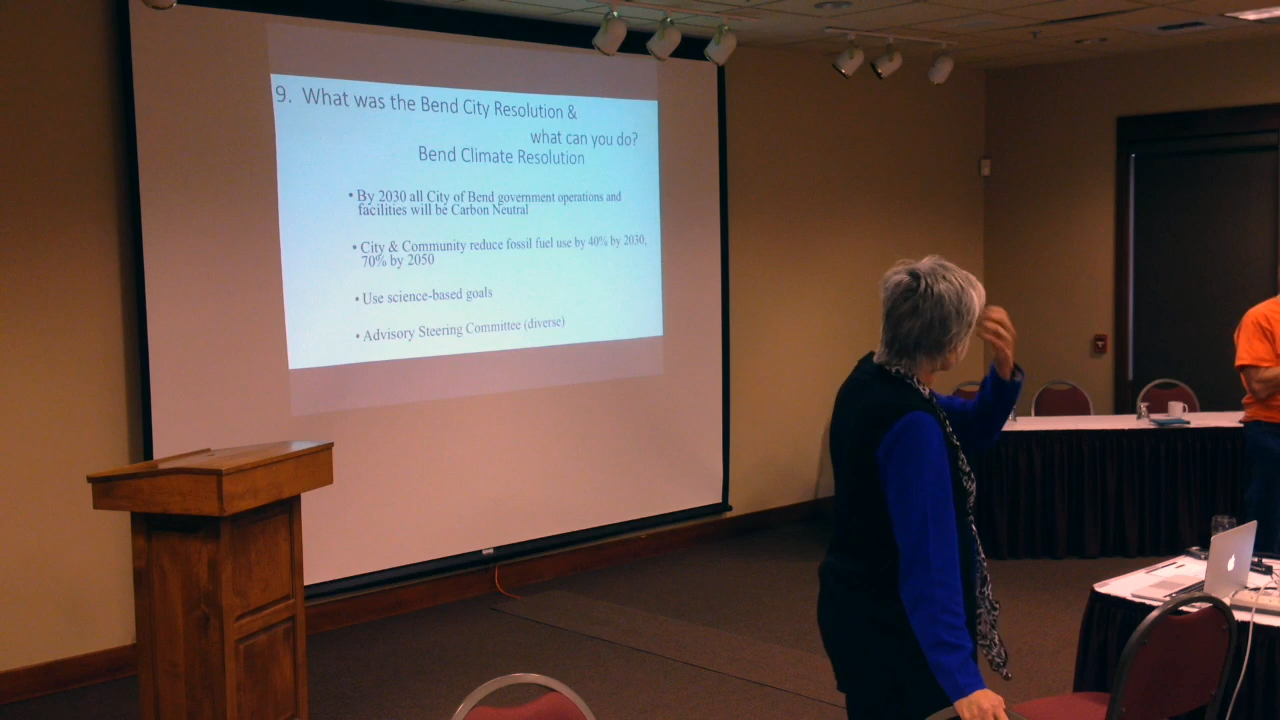 9. What was the Bend City Resolution &
what can you do?
Bend Climate Resolution
• By 2030 all City of Bend government operations and
facilities will be Carbon Neutral
• City & Community reduce fossil fuel use by 40% by 2030,
70% by 2050
• Use science-based goals
• Advisory Steering Committee (diverse)